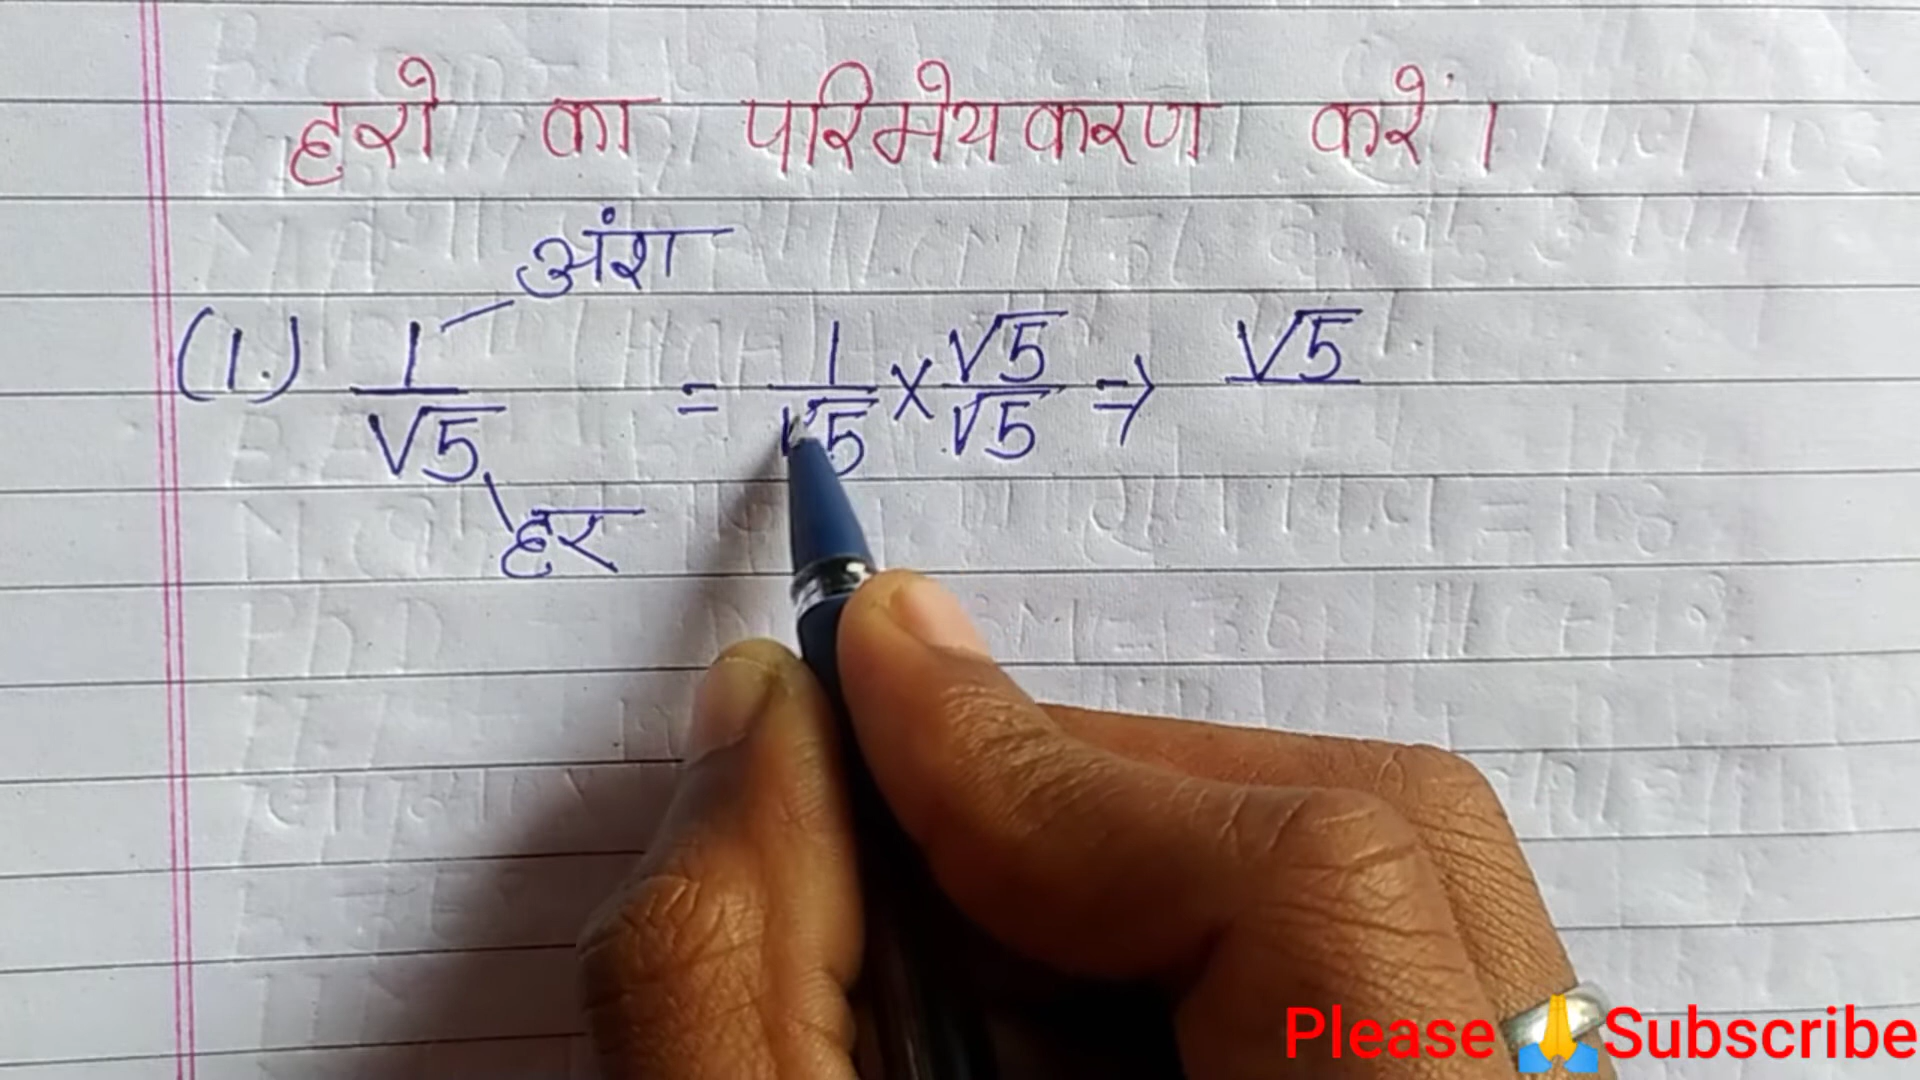 हरो का परिमेयकरण करें।
अंश
(1.) 1/√5 = 1/√5 × √5/√5 ⇒ √5
हर
Please 🙏 Subscribe